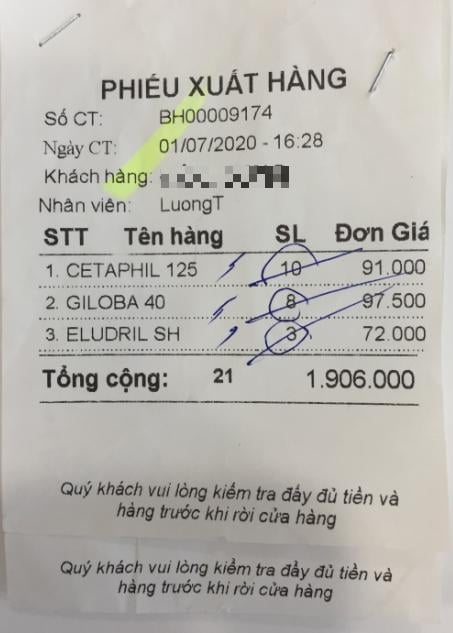 PHIẾU XUẤT HÀNG
Số CT: BH00009174
Ngày CT: 01/07/2020 - 16:28
Khách hàng:
Nhân viên: LuongT
STT Tên hàng SL Đơn Giá
1. CETAPHIL 125 10 91.000
2. GILOBA 40 8 97.500
3. ELUDRIL SH 3 72.000
Tổng cộng: 21 1.906.000
Quý khách vui lòng kiểm tra đầy đủ tiền và
hàng trước khi rời cửa hàng
Quý khách vui lòng kiểm tra đầy đủ tiền và
hàng trước khi rời cửa hàng